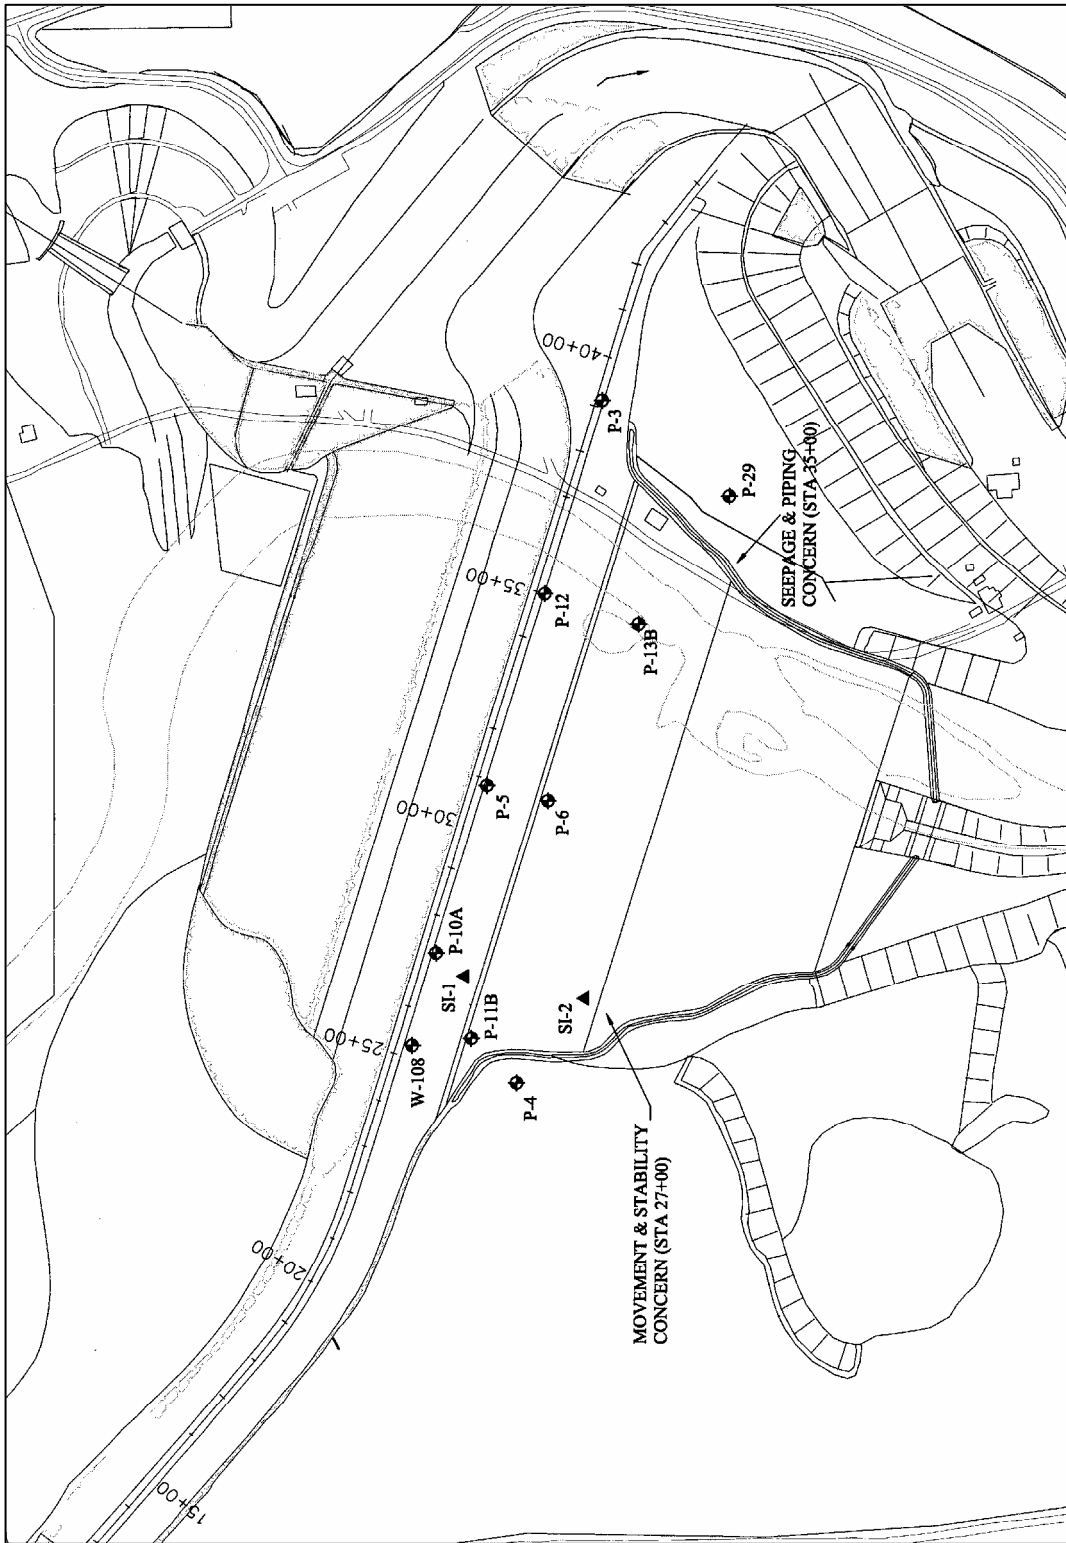 40+00
P-3
P-29
SEEPAGE & PIPING
CONCERN (STA 35+00)
35+00
P-12
P-13B
30+00
P-5
P-6
P-10A
SI-1
P-11B
SI-2
25+00
W-108
P-4
MOVEMENT & STABILITY
CONCERN (STA 27+00)
20+00
15+00